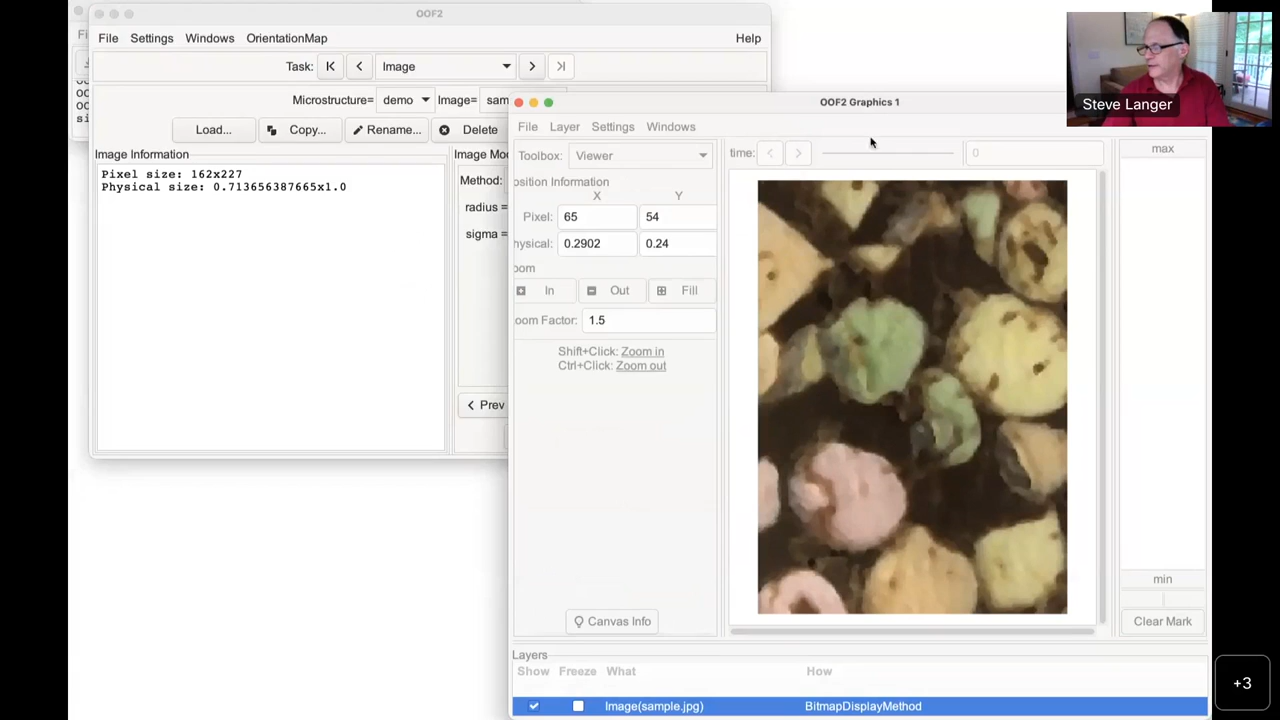 OOF2
File Settings Windows OrientationMap Help
Task: Image
Microstructure= demo Image= sam
Load... Copy... Rename... Delete
Image Information
Pixel size: 162x227
Physical size: 0.713656387665x1.0
Method:
radius =
sigma =
Prev
OOF2 Graphics 1
File Layer Settings Windows
Toolbox: Viewer
time: 0
osition Information
X Y
Pixel: 65 54
hysical: 0.2902 0.24
oom
In Out Fill
oom Factor: 1.5
Shift+Click: Zoom in
Ctrl+Click: Zoom out
Canvas Info
max
min
Clear Mark
Layers
Show Freeze What How
Image(sample.jpg) BitmapDisplayMethod
Steve Langer
+3